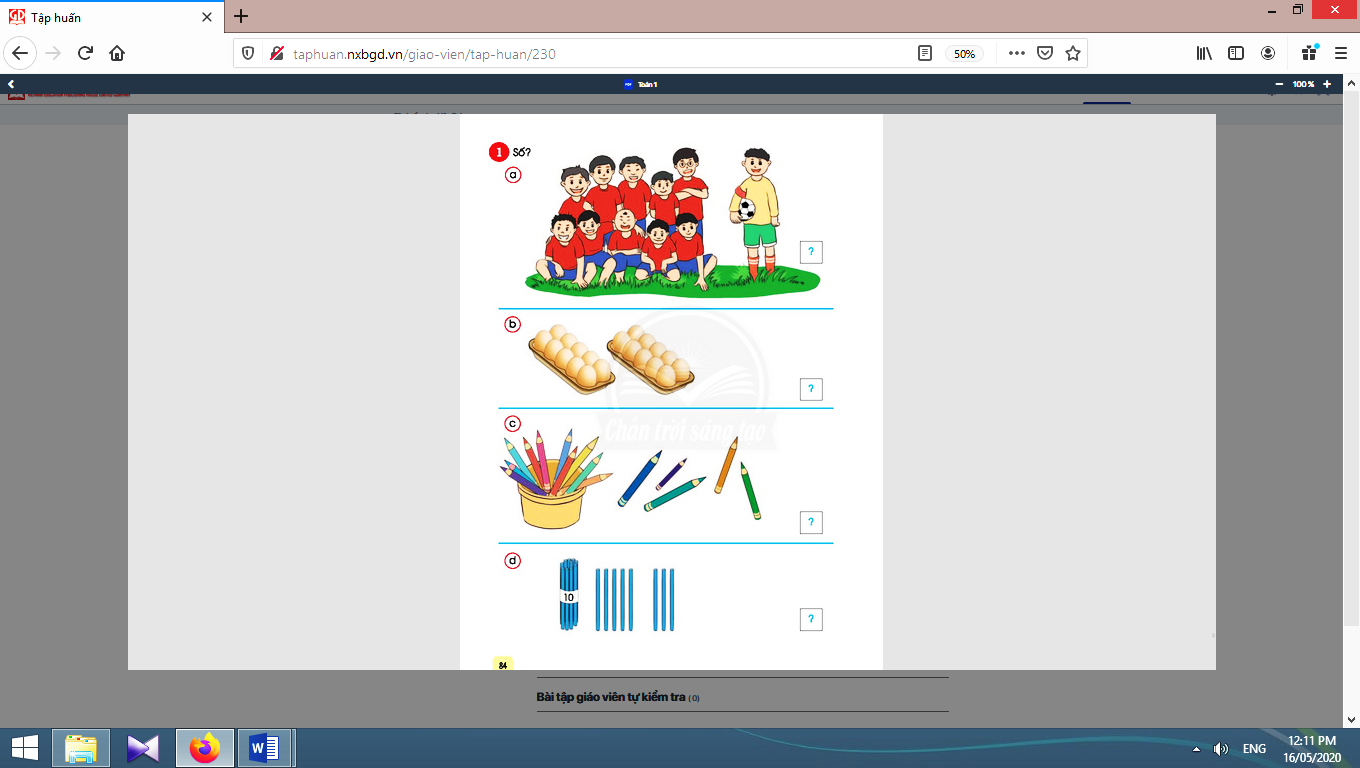 Tập huấn
taphuan.nxbgd.vn/giao-vien/tap-huan/230
50%
Toán 1
100%
1 Số?
a
?
b
?
Chân trời sáng tạo
c
?
d
10
?
84
Bài tập giáo viên tự kiểm tra (0)
ENG
12:11 PM
16/05/2020